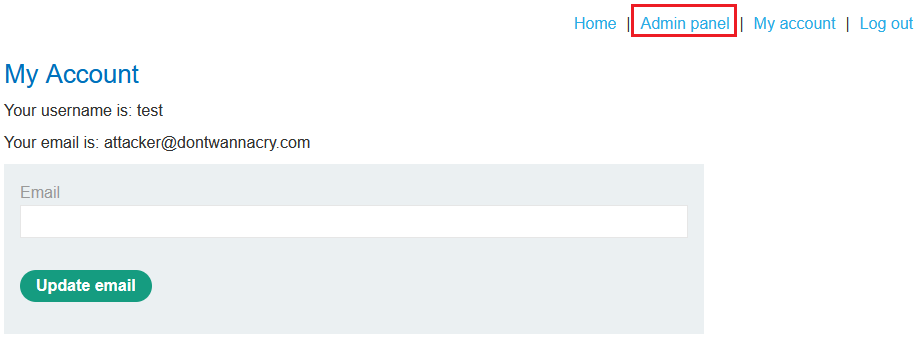 Home | Admin panel | My account | Log out
My Account
Your username is: test
Your email is: attacker@dontwannacry.com
Email
Update email